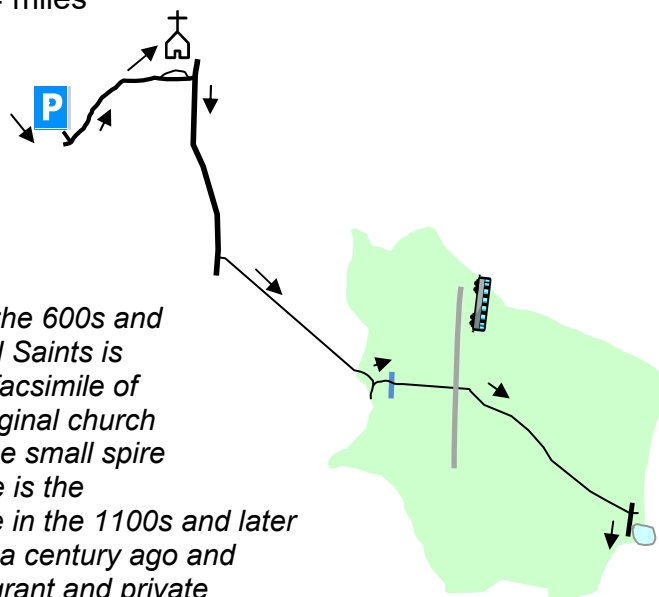 miles
P
he 600s and
Saints is
facsimile of
ginal church
e small spire
e is the
e in the 1100s and later
a century ago and
grant and private